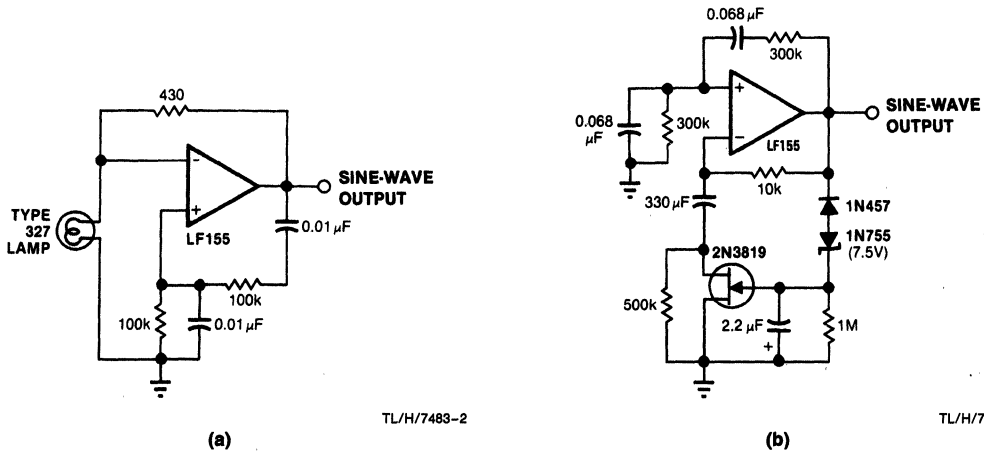 430
TYPE
327
LAMP
-
+
LF155
SINE-WAVE
OUTPUT
0.01 μF
100k
100k
0.01 μF
TL/H/7483–2
(a)
0.068 μF
300k
0.068
μF
300k
+
−
LF155
SINE-WAVE
OUTPUT
10k
330 μF
1N457
1N755
(7.5V)
2N3819
500k
2.2 μF
+
1M
TL/H/7
(b)